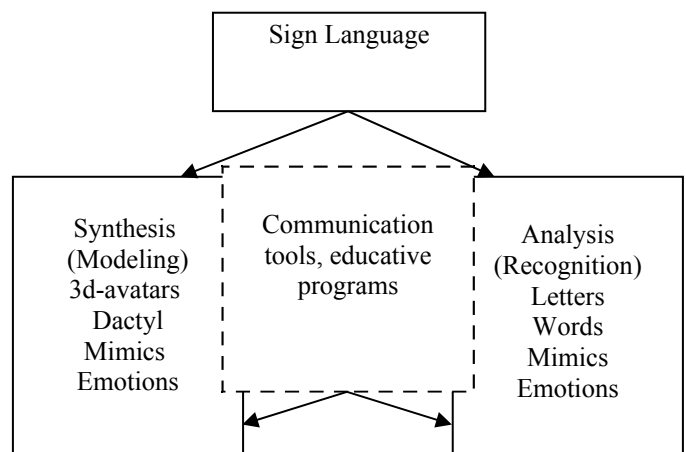 Sign Language
Synthesis
(Modeling)
3d-avatars
Dactyl
Mimics
Emotions
Communication
tools, educative
programs
Analysis
(Recognition)
Letters
Words
Mimics
Emotions